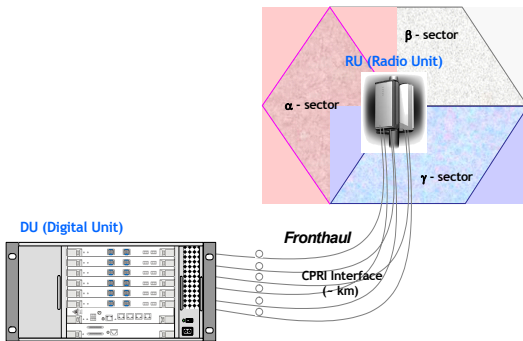 β - sector
RU (Radio Unit)
α - sector
γ - sector
DU (Digital Unit)
Fronthaul
CPRI Interface
(~ km)